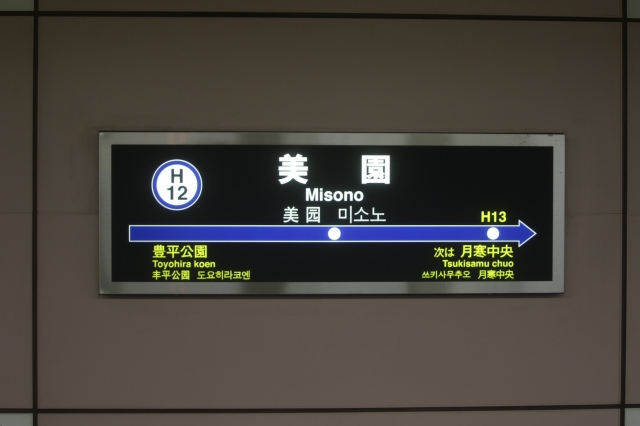 H
12
美 園
Misono
美 园 미소노
H13
豊平公園
Toyohira koen
丰平公園 도요히라코엔
次は 月寒中央
Tsukisamu chuo
쓰키사무추오 月寒中央